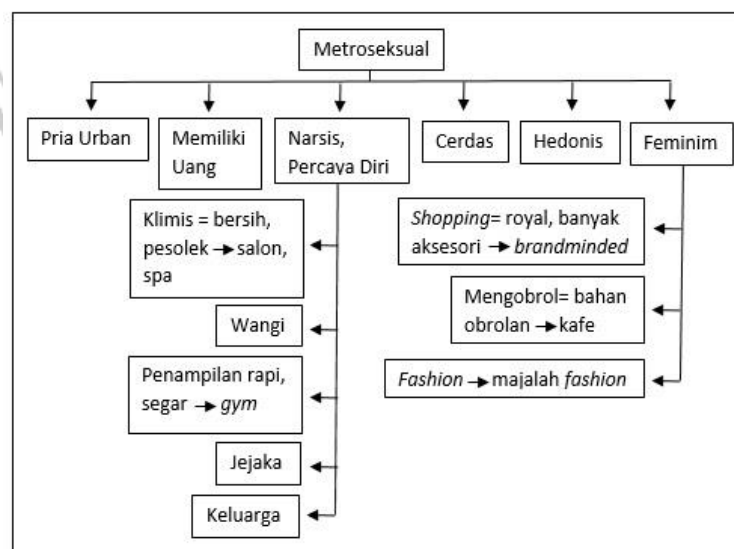 Metroseksual
Pria Urban
Memiliki
Uang
Narsis,
Percaya Diri
Cerdas
Hedonis
Feminim
Klimis = bersih,
pesolek → salon,
spa
Wangi
Penampilan rapi,
segar → gym
Jejaka
Keluarga
Shopping= royal, banyak
aksesori → brandminded
Mengobrol= bahan
obrolan → kafe
Fashion → majalah fashion